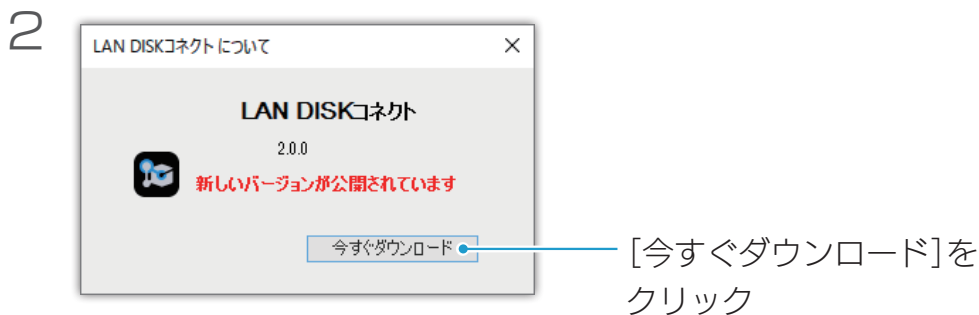 2
LAN DISKコネクト について
LAN DISKコネクト
2.0.0
新しいバージョンが公開されています
今すぐダウンロード
[今すぐダウンロード]を
クリック